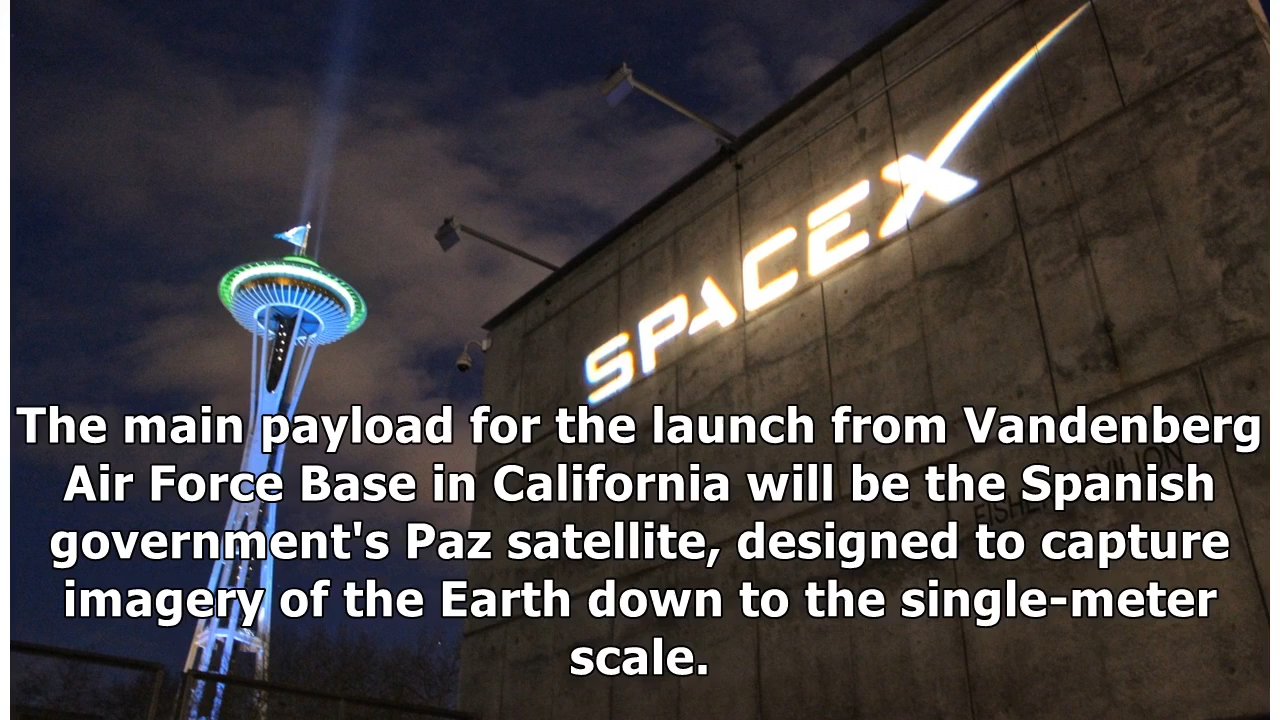 SPACEX
The main payload for the launch from Vandenberg
Air Force Base in California will be the Spanish
government's Paz satellite, designed to capture
imagery of the Earth down to the single-meter
scale.